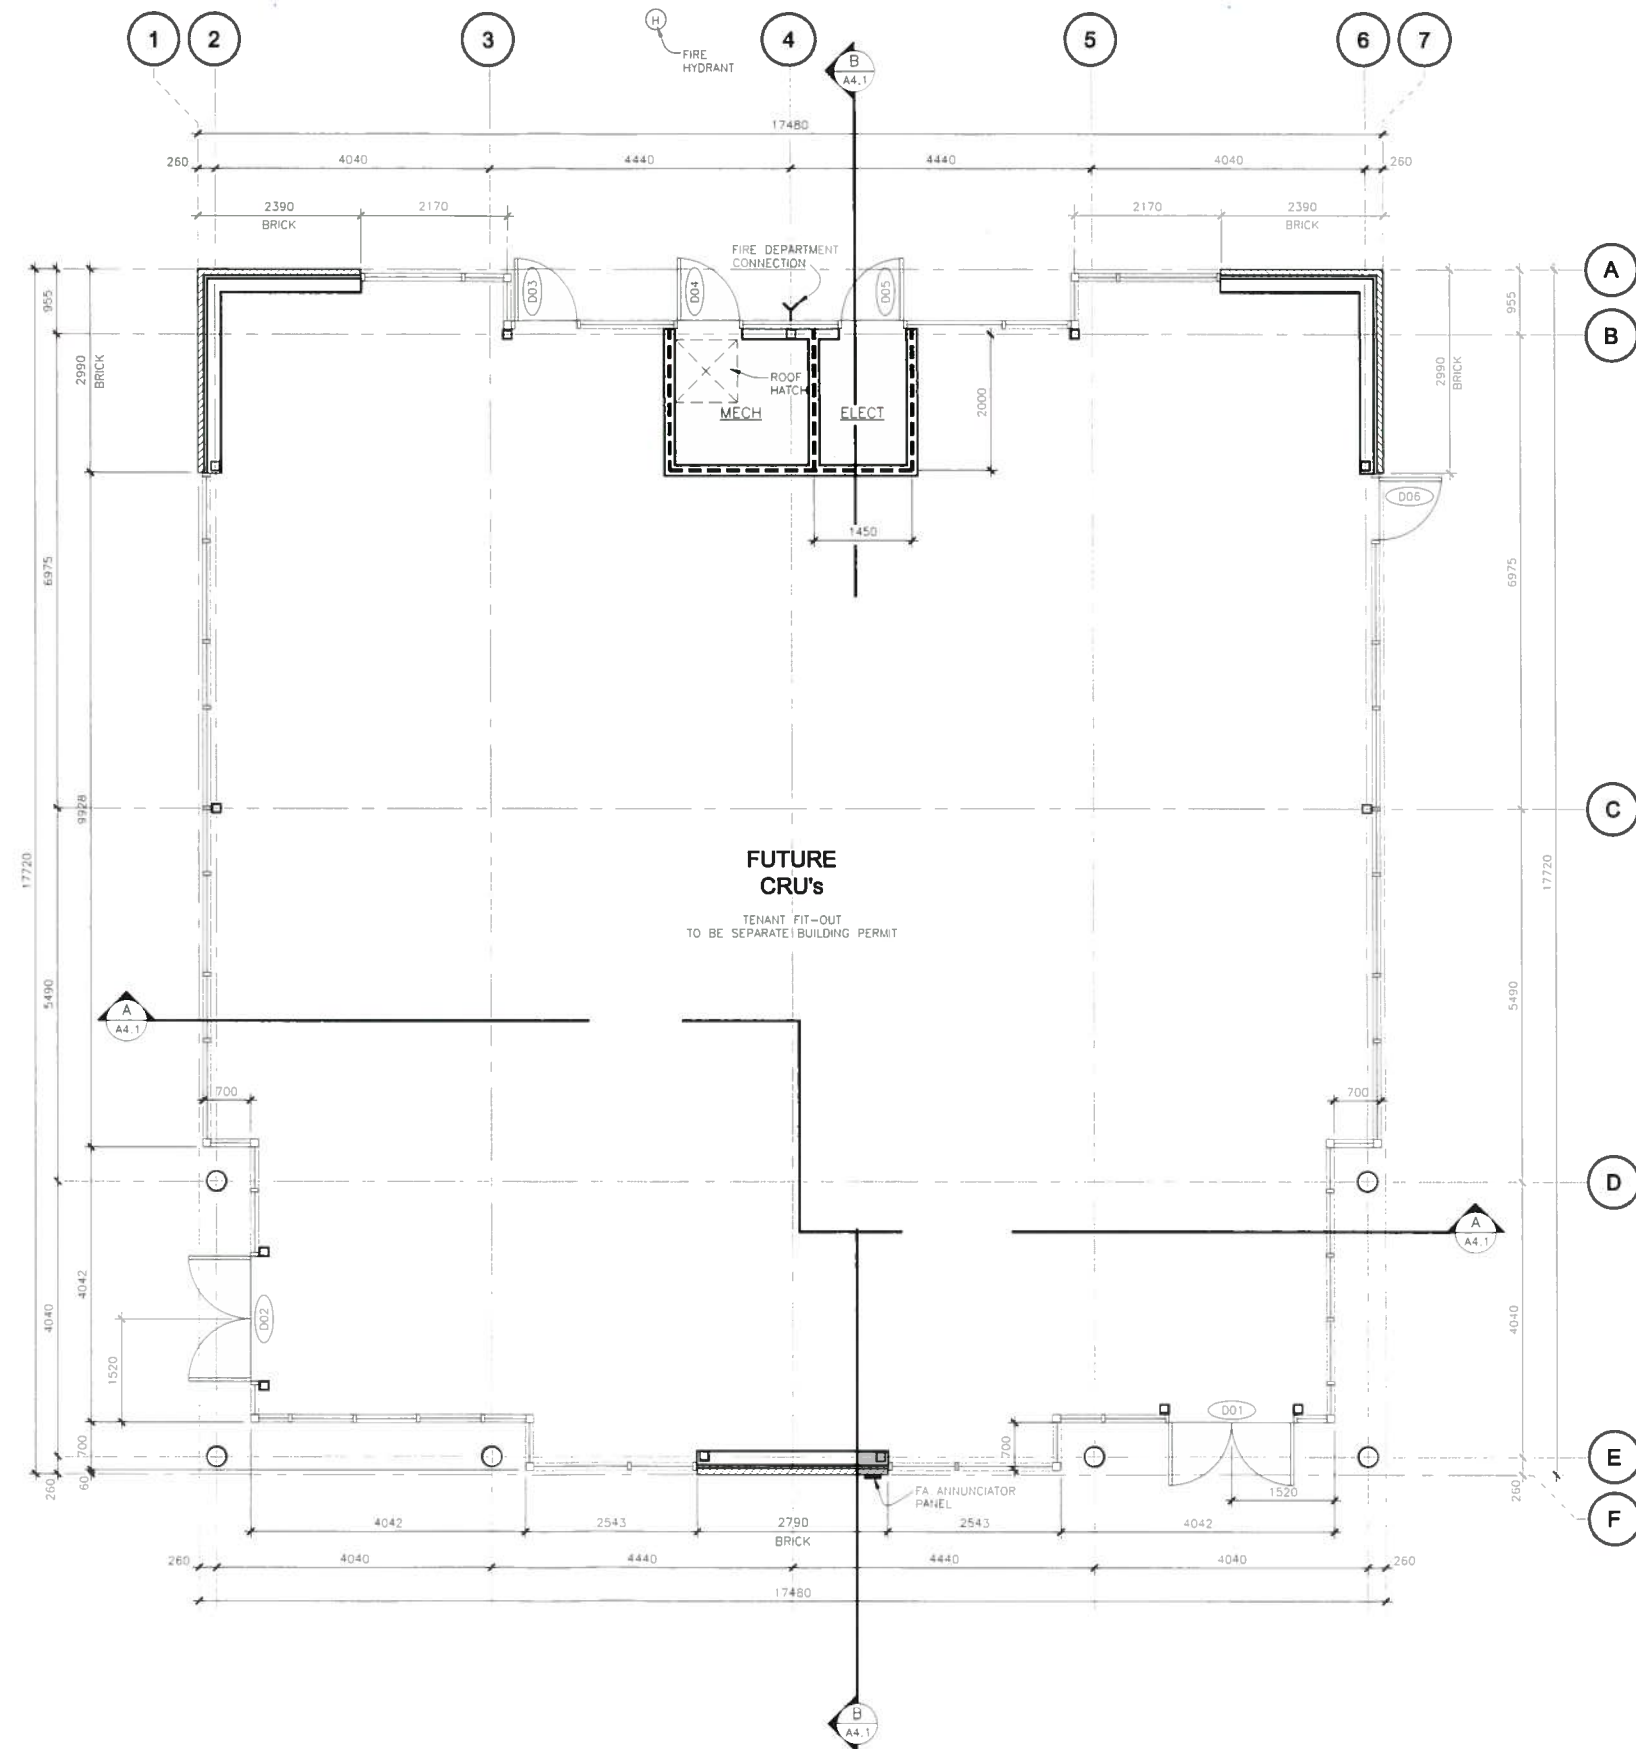 1 2 3 4 5 6 7
H
FIRE
HYDRANT
B
A4.1
17480
260 4040 4440 4440 4040 260
2390 2170 2170 2390
BRICK BRICK
FIRE DEPARTMENT
CONNECTION
A
955 D03 D04 D05 955
B
2990 BRICK 2990 BRICK
ROOF
HATCH
MECH ELECT
2000
D06
1450
6975 6975
C
9928
17720 17720
FUTURE
CRU's
TENANT FIT-OUT
TO BE SEPARATE BUILDING PERMIT
5490 5490
A
A4.1
700 700
D
A
A4.1
4042
4040 4040
D02
1520
D01
700 700
E
60
260 260
FA ANNUNCIATOR
PANEL
1520
F
4042 2543 2790 2543 4042
BRICK
260 4040 4440 4440 4040 260
17480
B
A4.1